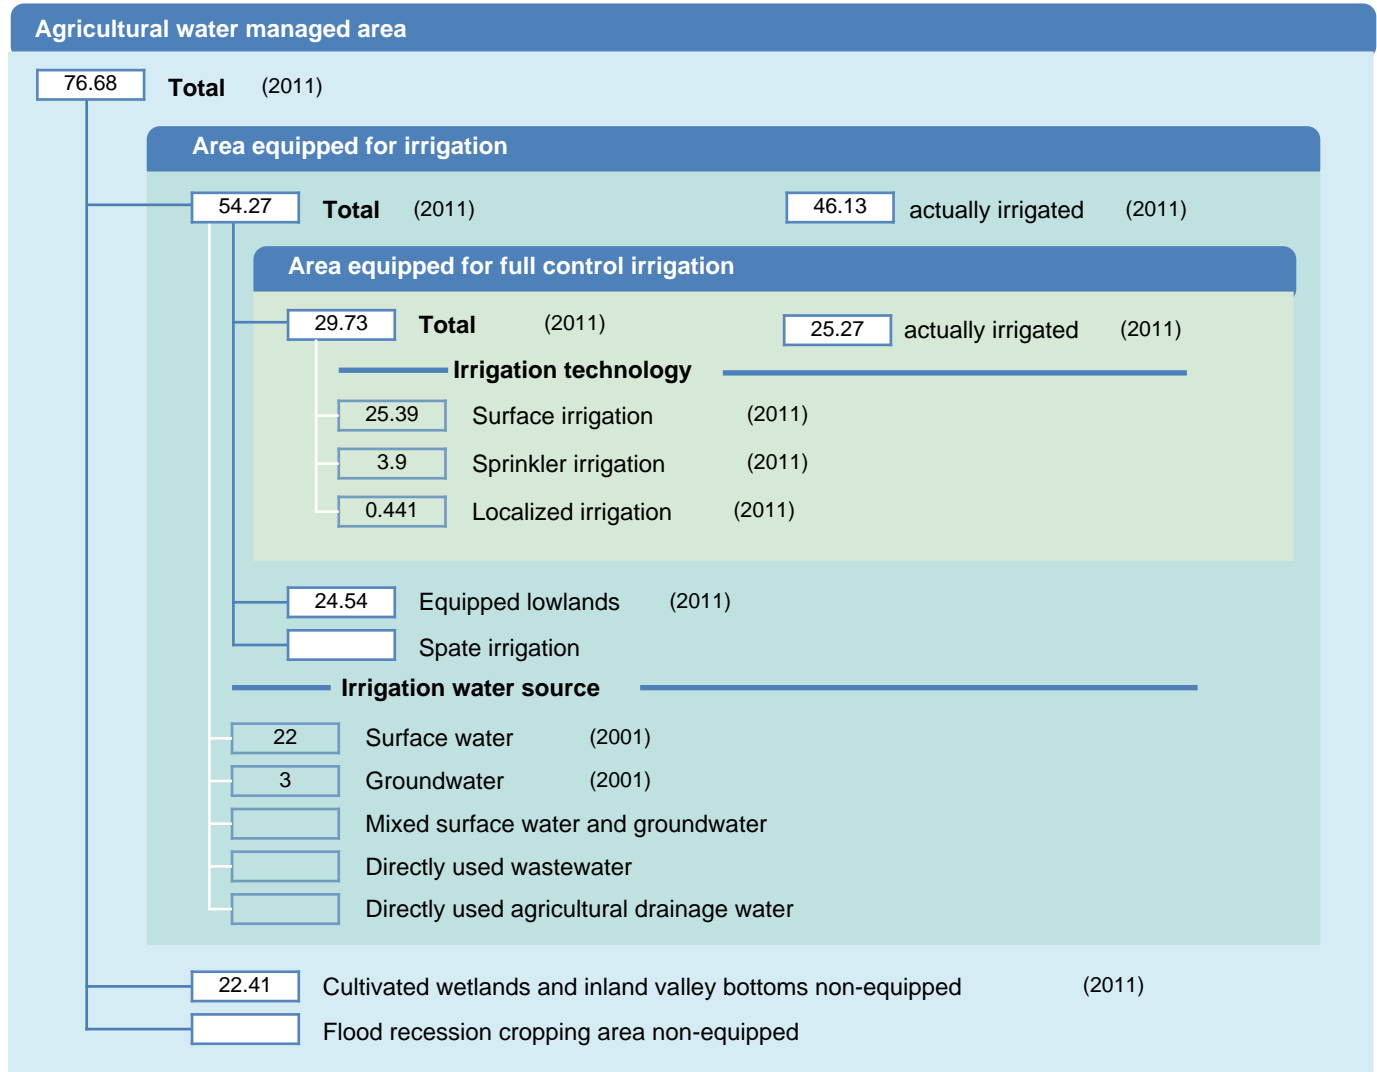 Agricultural water managed area
76.68 Total (2011)
Area equipped for irrigation
54.27 Total (2011) 46.13 actually irrigated (2011)
Area equipped for full control irrigation
29.73 Total (2011) 25.27 actually irrigated (2011)
Irrigation technology
25.39 Surface irrigation (2011)
3.9 Sprinkler irrigation (2011)
0.441 Localized irrigation (2011)
24.54 Equipped lowlands (2011)
Spate irrigation
Irrigation water source
22 Surface water (2001)
3 Groundwater (2001)
Mixed surface water and groundwater
Directly used wastewater
Directly used agricultural drainage water
22.41 Cultivated wetlands and inland valley bottoms non-equipped (2011)
Flood recession cropping area non-equipped